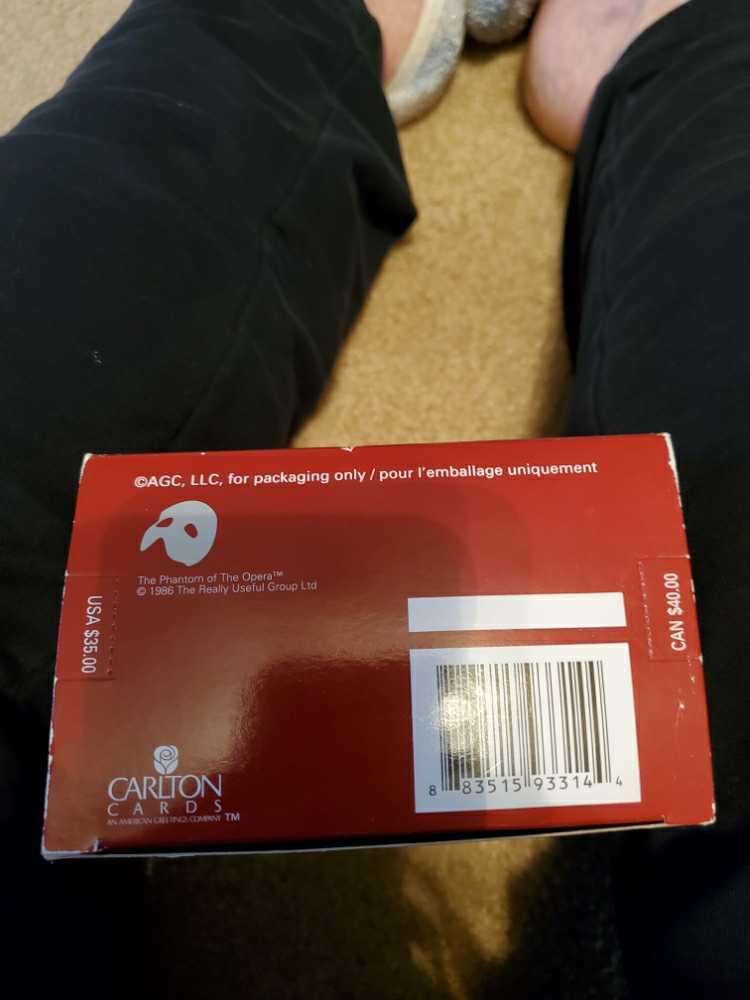 ©AGC, LLC, for packaging only / pour l'emballage uniquement
The Phantom of The Opera™
© 1986 The Really Useful Group Ltd
USA $35.00
CAN $40.00
CARLTON
CARDS
AN AMERICAN GREETINGS COMPANY TM
8 83515 93314 4